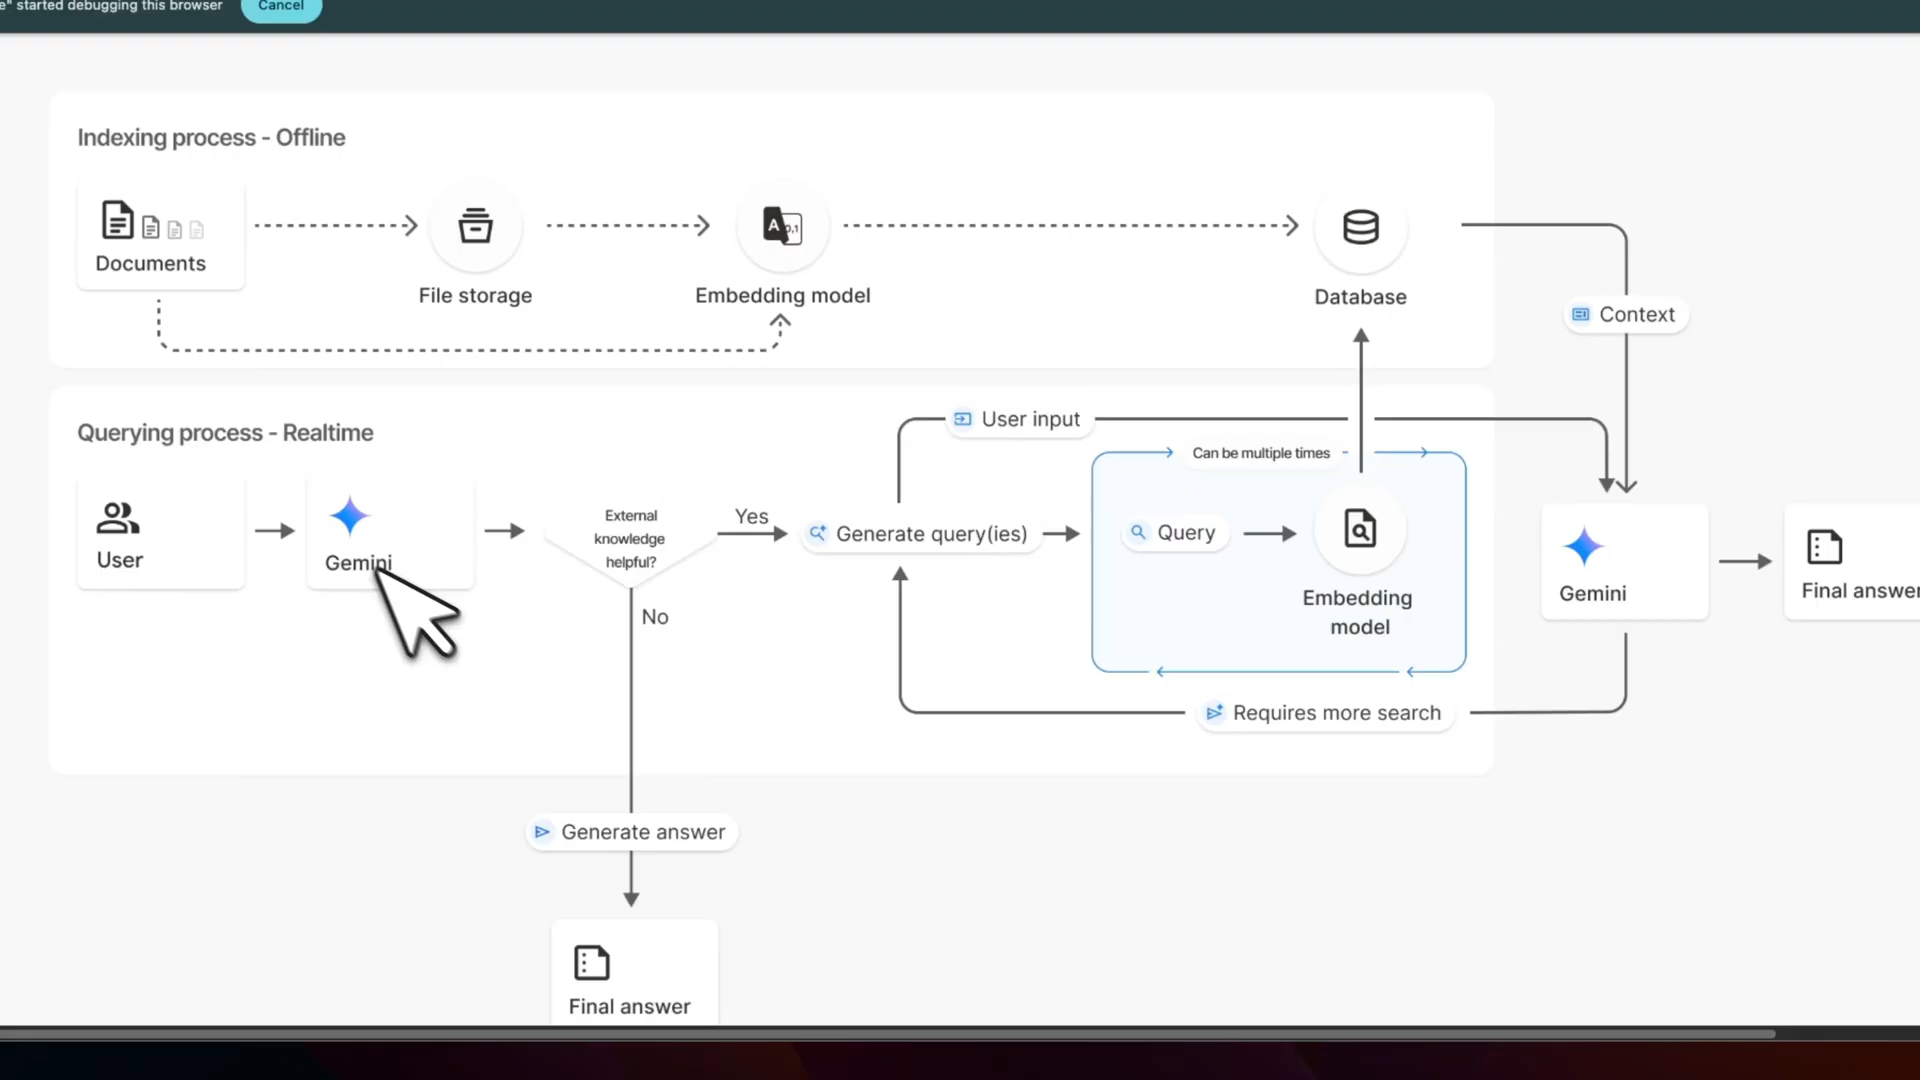 e" started debugging this browser
Cancel
Indexing process - Offline
Documents
File storage
Embedding model
Database
Context
Querying process - Realtime
User input
Can be multiple times
User
Gemini
External
knowledge
helpful?
Yes
No
Generate query(ies)
Query
Embedding
model
Gemini
Final answer
Requires more search
Generate answer
Final answer